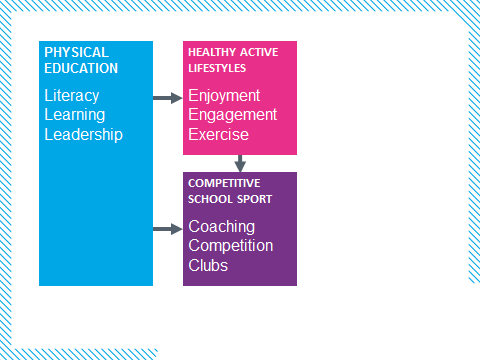 PHYSICAL
EDUCATION
Literacy
Learning
Leadership
HEALTHY ACTIVE
LIFESTYLES
Enjoyment
Engagement
Exercise
COMPETITIVE
SCHOOL SPORT
Coaching
Competition
Clubs